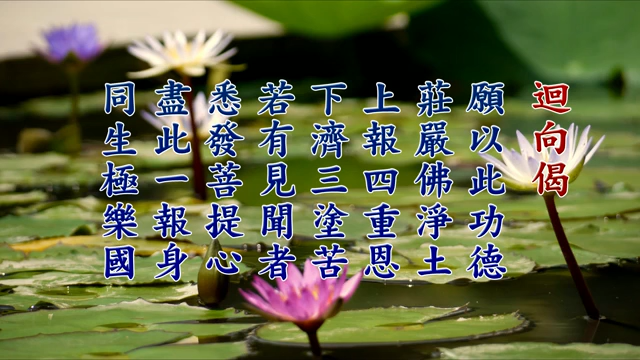 迴向偈
願以此功德
莊嚴佛淨土
上報四重恩
下濟三塗苦
若有見聞者
悉發菩提心
盡此一報身
同生極樂國